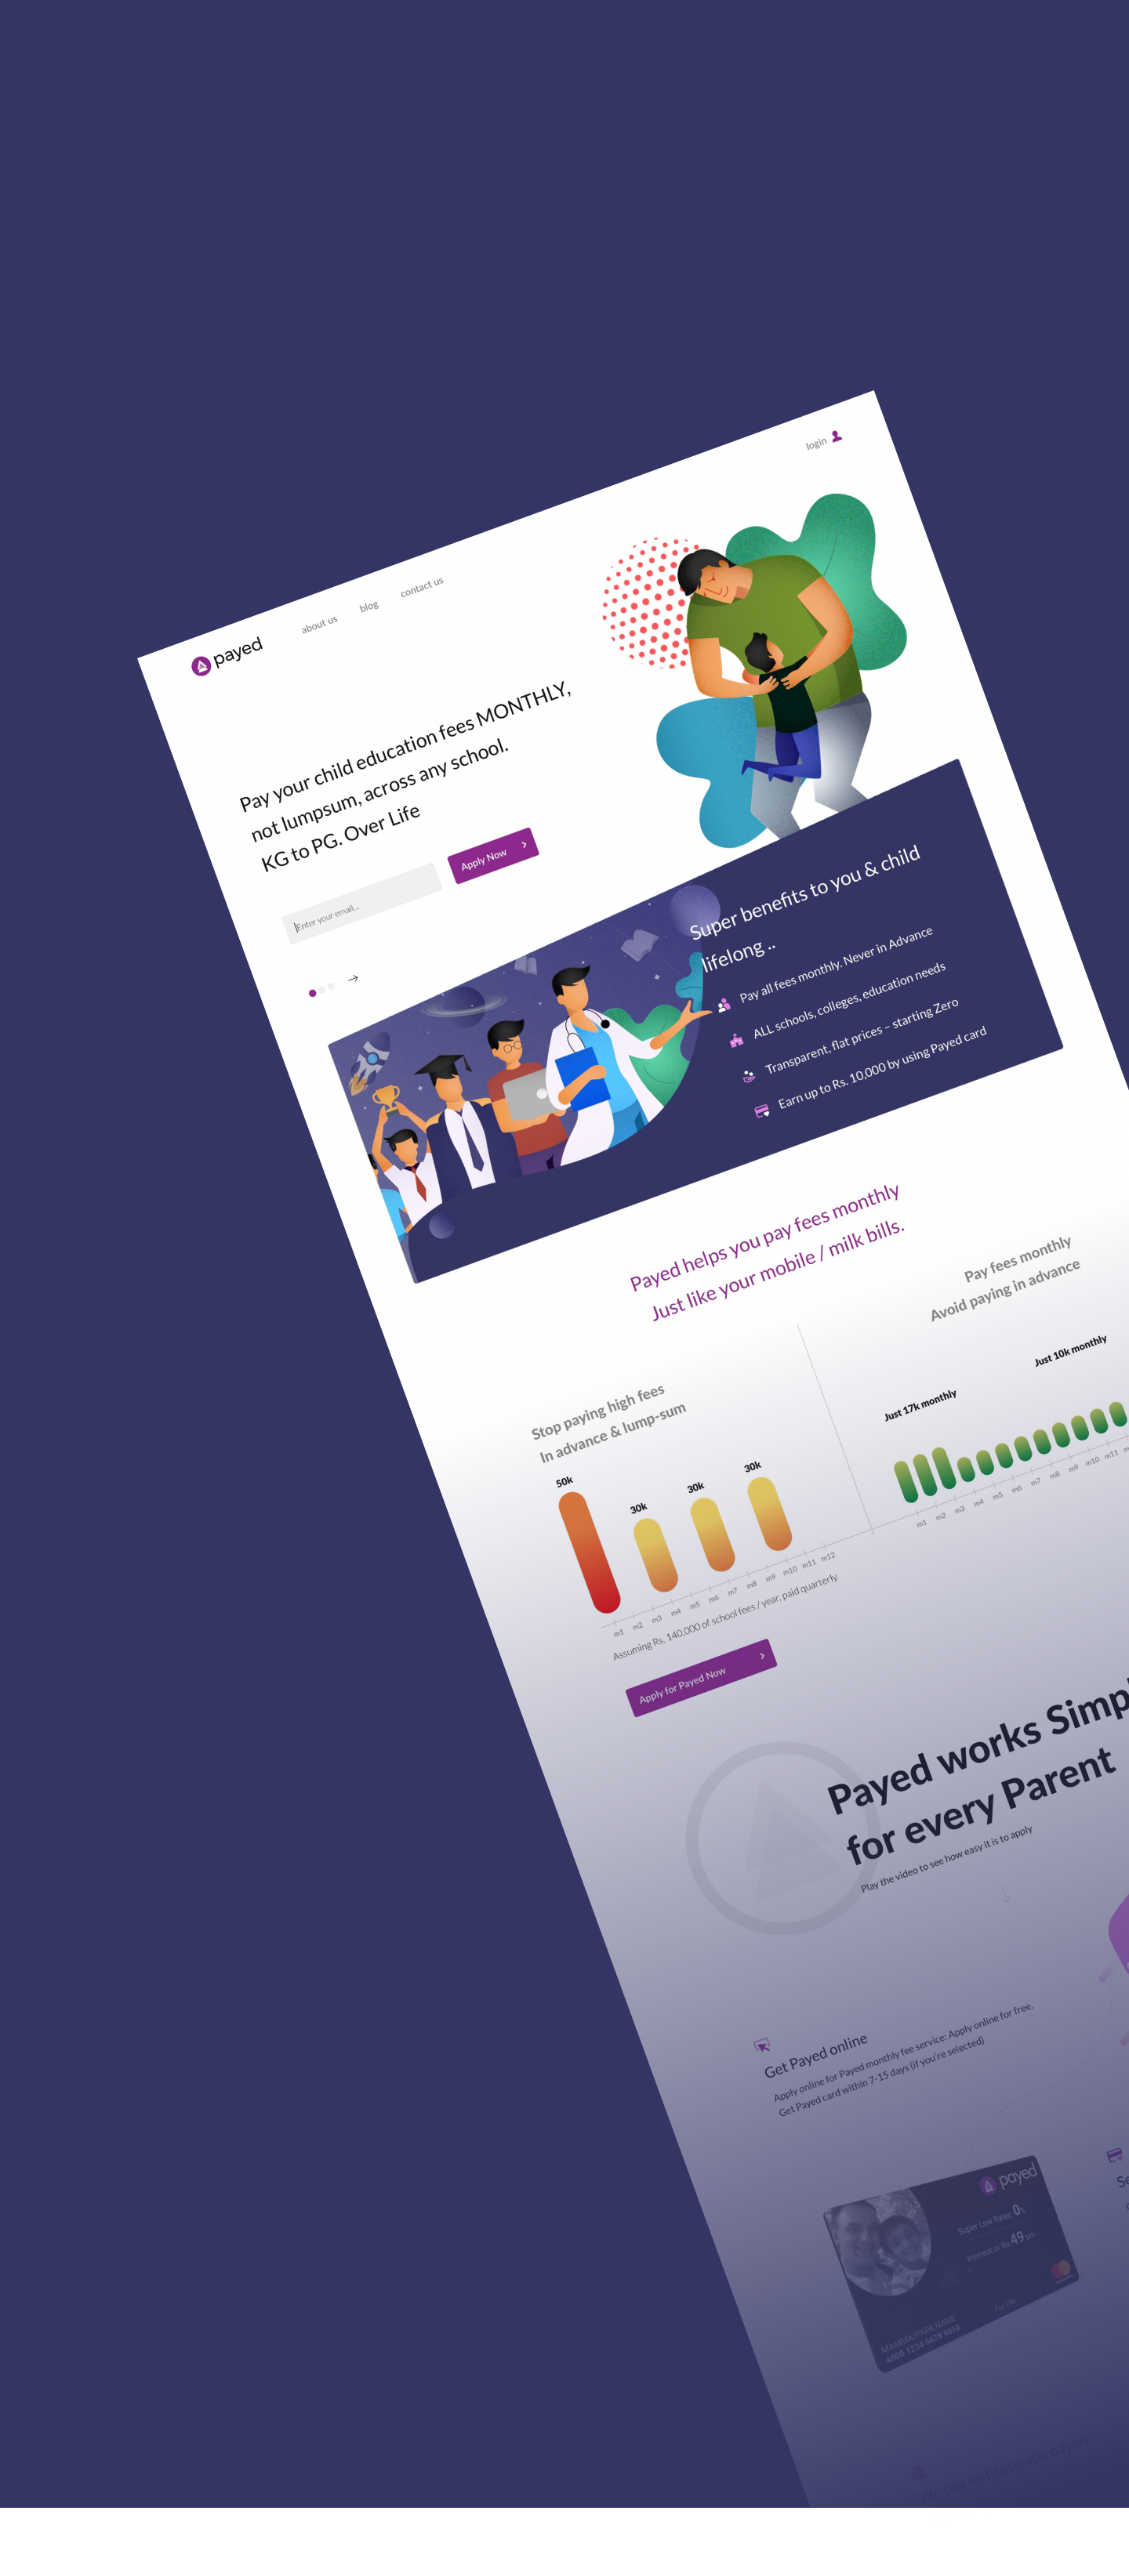 login
payed
about us
blog
contact us
Pay your child education fees MONTHLY,
not lumpsum, across any school.
KG to PG. Over Life
Enter your email...
Apply Now
Super benefits to you & child
lifelong ..
Pay all fees monthly. Never in Advance
ALL schools, colleges, education needs
Transparent, flat prices – starting Zero
Earn up to Rs. 10,000 by using Payed card
Payed helps you pay fees monthly
Just like your mobile / milk bills.
Stop paying high fees
In advance & lump-sum
50k
30k
30k
30k
m1 m2 m3 m4 m5 m6 m7 m8 m9 m10 m11 m12
Assuming Rs. 140,000 of school fees / year, paid quarterly
Apply for Payed Now
Pay fees monthly
Avoid paying in advance
Just 17k monthly
Just 10k monthly
m1 m2 m3 m4 m5 m6 m7 m8 m9 m10 m11
Payed works Simpl
for every Parent
Play the video to see how easy it is to apply
Get Payed online
Apply online for Payed monthly fee service: Apply online for free.
Get Payed card within 7-15 days (if you're selected)
payed
Super Low Rates 0%
Interest or Rs 49 pm
For Life
MAMMA/PAPA NAME
4000 1234 5678 9010
We pay Institute, you pay us